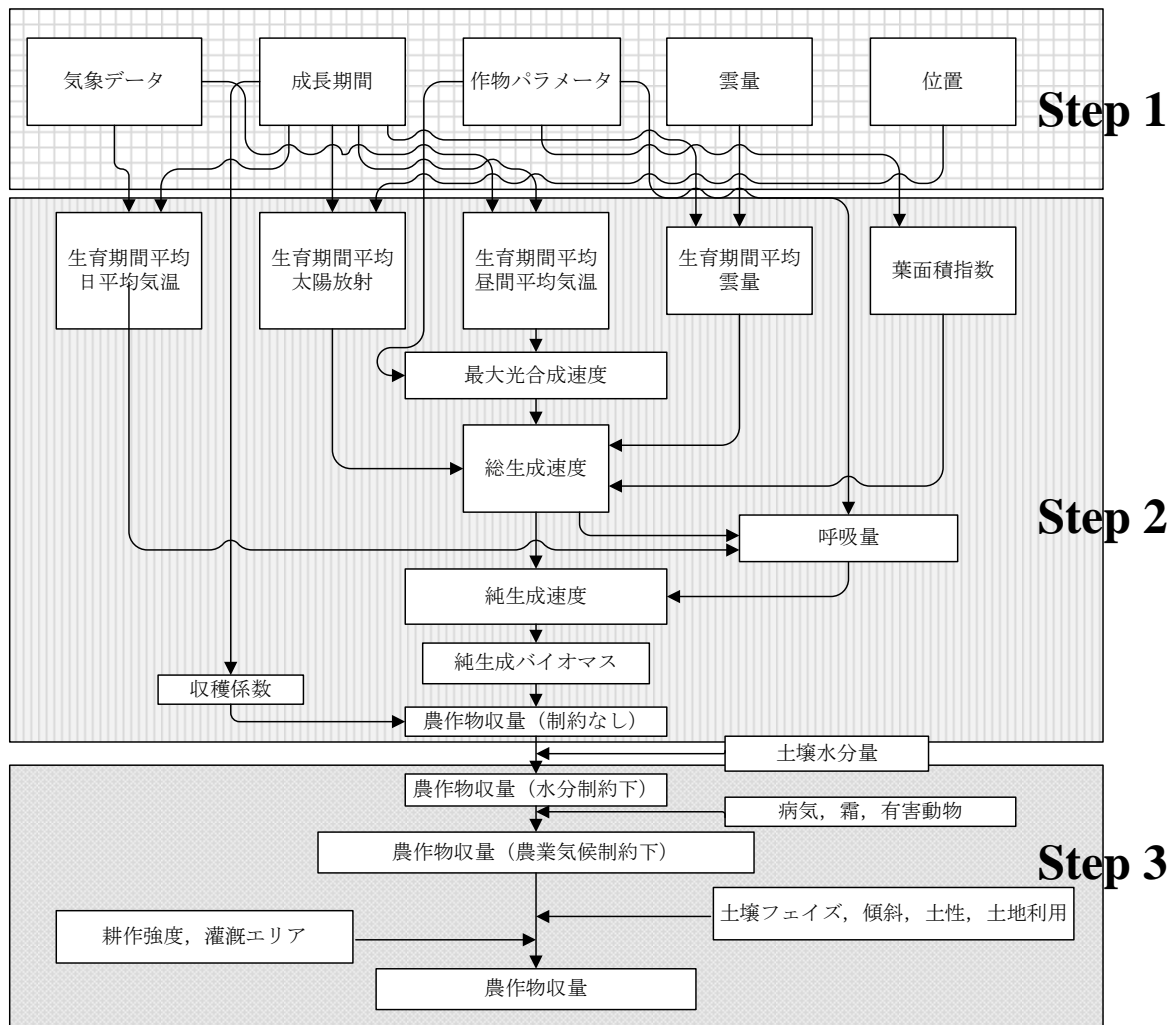 気象データ
成長期間
作物パラメータ
雲量
位置
Step 1
生育期間平均
日平均気温
生育期間平均
太陽放射
生育期間平均
昼間平均気温
生育期間平均
雲量
葉面積指数
最大光合成速度
総生成速度
Step 2
呼吸量
純生成速度
純生成バイオマス
収穫係数
農作物収量（制約なし）
土壌水分量
農作物収量（水分制約下）
病気，霜，有害動物
農作物収量（農業気候制約下）
Step 3
土壌フェイズ，傾斜，土性，土地利用
耕作強度，灌漑エリア
農作物収量